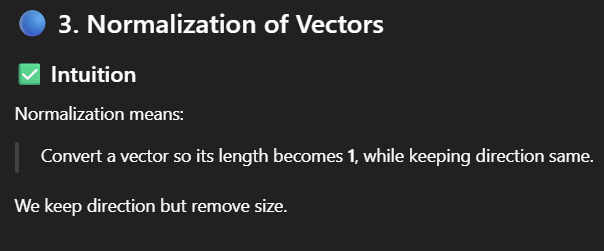 3. Normalization of Vectors
Intuition
Normalization means:
Convert a vector so its length becomes 1, while keeping direction same.
We keep direction but remove size.